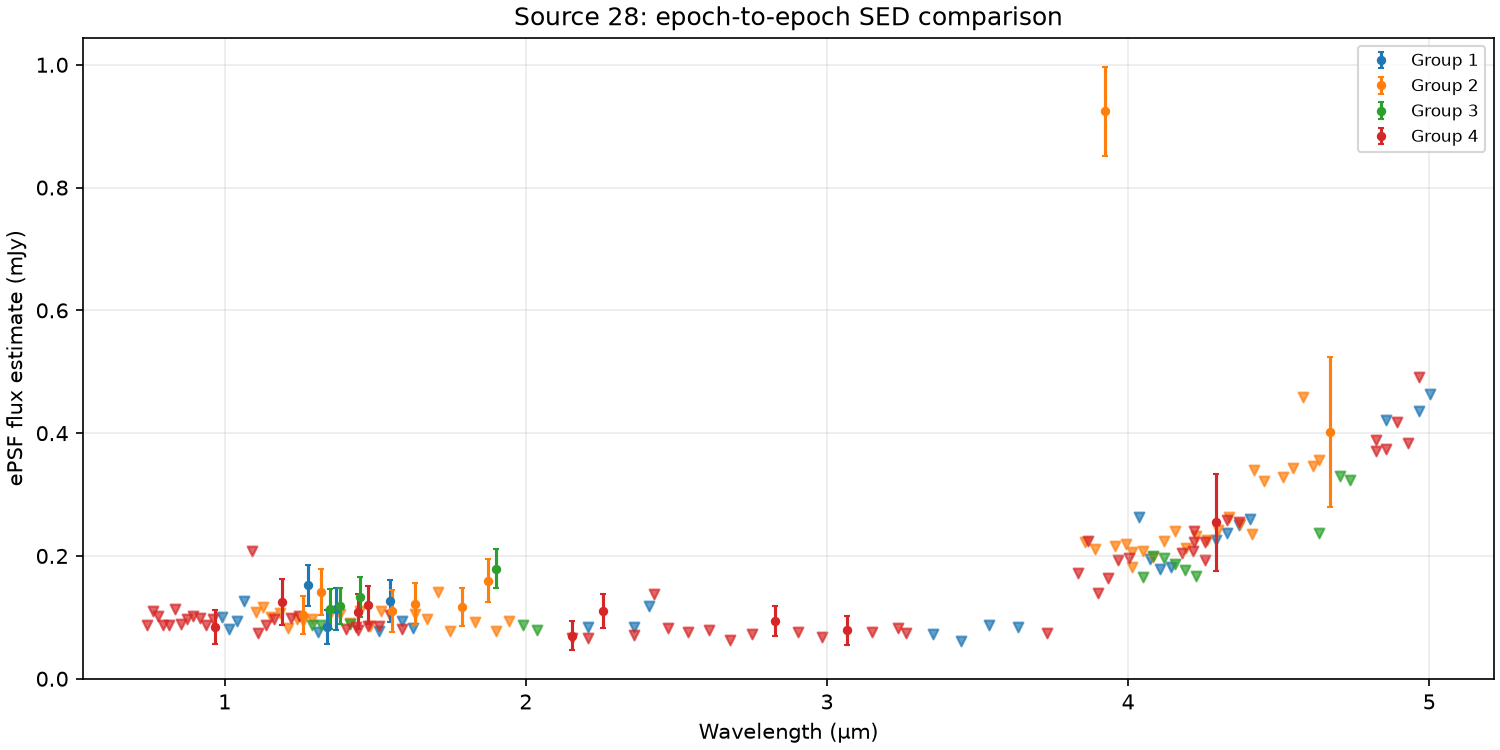 Source 28: epoch-to-epoch SED comparison
ePSF flux estimate (mJy)
1.0
0.8
0.6
0.4
0.2
0.0
Group 1
Group 2
Group 3
Group 4
1 2 3 4 5
Wavelength (µm)